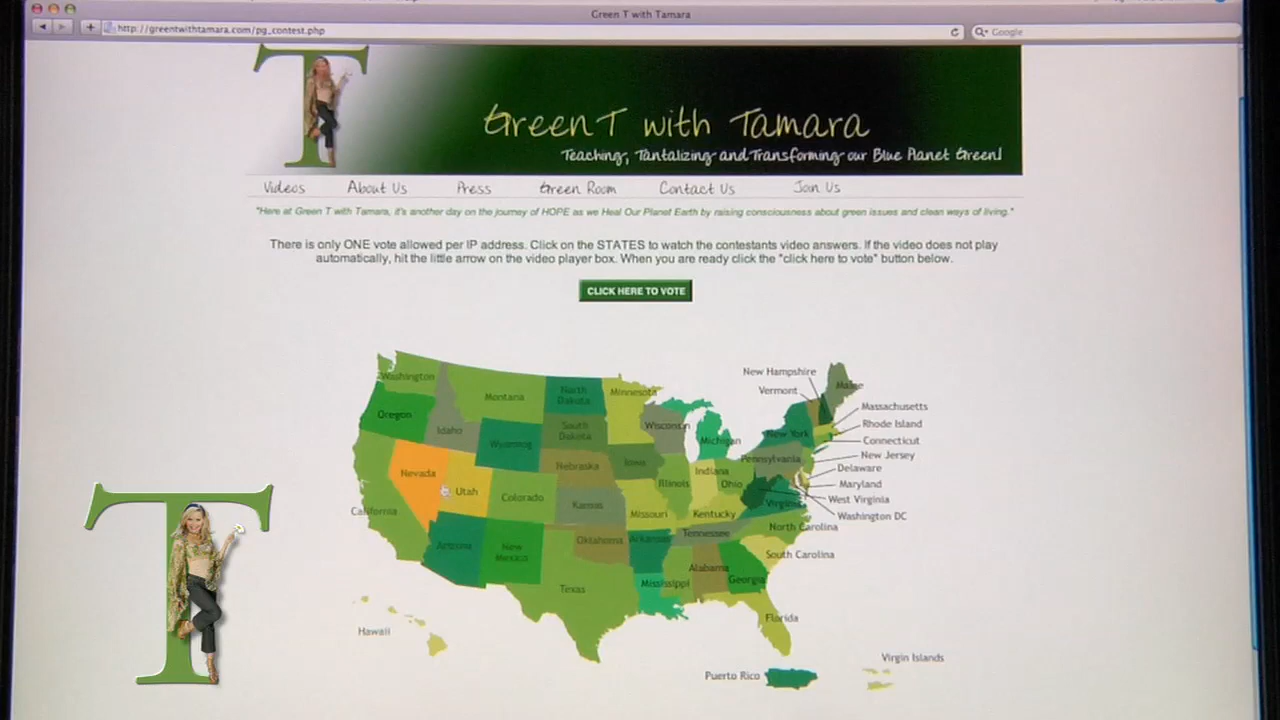 Green T with Tamara
http://greentwithtamara.com/pg_contest.php
Google
T
Green T with Tamara
Teaching, Tantalizing and Transforming our Blue Planet Green!
Videos About Us Press Green Room Contact Us Join Us
"Here at Green T with Tamara, it's another day on the journey of HOPE as we Heal Our Planet Earth by raising consciousness about green issues and clean ways of living."
There is only ONE vote allowed per IP address. Click on the STATES to watch the contestants video answers. If the video does not play
automatically, hit the little arrow on the video player box. When you are ready click the "click here to vote" button below.
CLICK HERE TO VOTE
Washington
Montana
North
Dakota
Minnesota
New Hampshire
Vermont
Maine
Oregon
Idaho
Wyoming
South
Dakota
Wisconsin
Michigan
New York
Massachusetts
Rhode Island
Connecticut
New Jersey
Nevada
Utah
Colorado
Nebraska
Iowa
Illinois
Indiana
Ohio
Pennsylvania
Delaware
Maryland
West Virginia
Washington DC
California
Kansas
Missouri
Kentucky
Virginia
North Carolina
Arizona
New
Mexico
Oklahoma
Arkansas
Tennessee
South Carolina
Texas
Mississippi
Alabama
Georgia
Florida
Hawaii
Puerto Rico
Virgin Islands
T